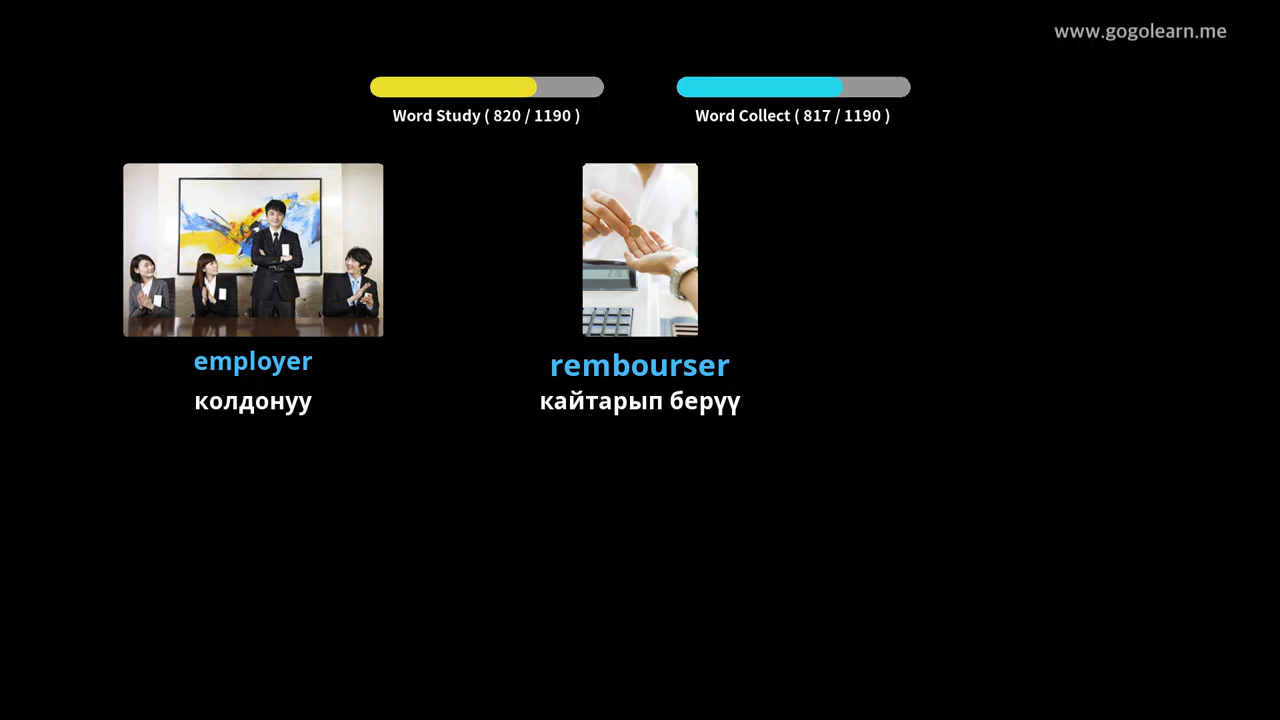 www.gogolearn.me
Word Study ( 820 / 1190 )
Word Collect ( 817 / 1190 )
employer
колдонуу
rembourser
кайтарып берүү